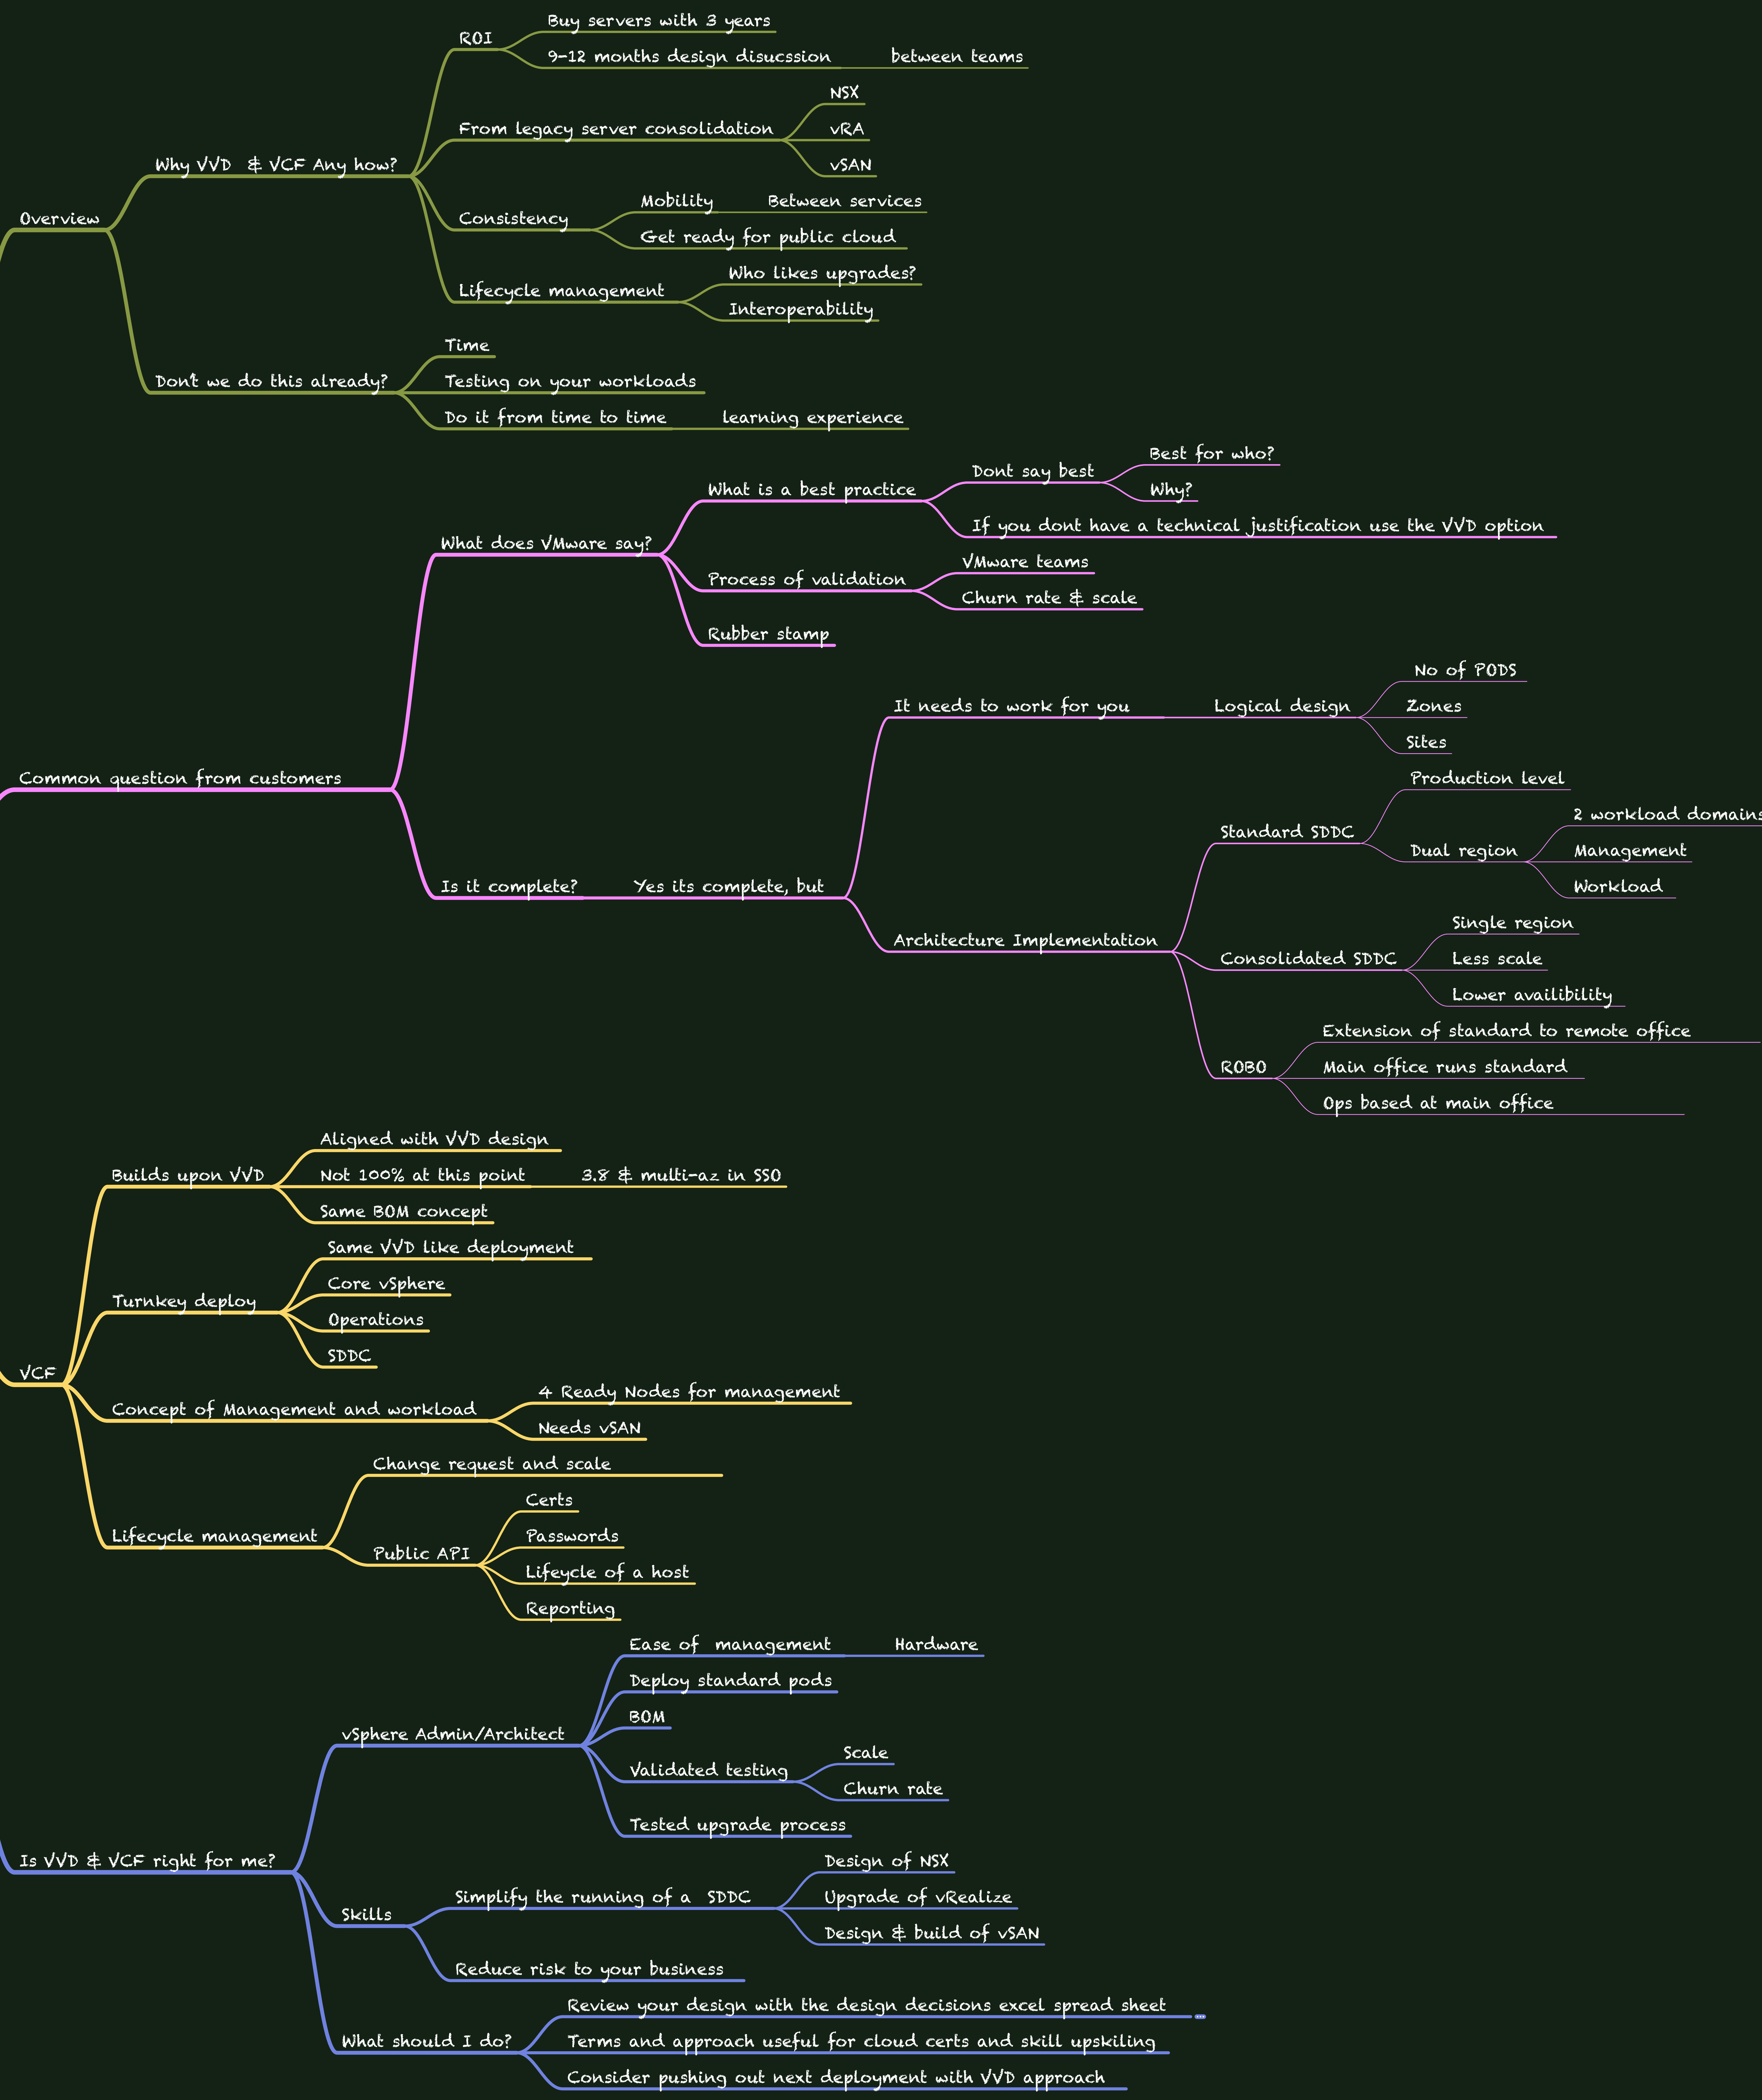 Buy servers with 3 years
ROI
9-12 months design disucssion between teams
NSX
From legacy server consolidation
vRA
vSAN
Why VVD & VCF Any how?
Mobility Between services
Consistency
Get ready for public cloud
Overview
Who likes upgrades?
Lifecycle management
Interoperability
Time
Don't we do this already?
Testing on your workloads
Do it from time to time learning experience
Best for who?
Dont say best
Why?
What is a best practice
If you dont have a technical justification use the VVD option
What does VMware say?
VMware teams
Process of validation
Churn rate & scale
Rubber stamp
No of PODS
It needs to work for you Logical design
Zones
Sites
Common question from customers
Production level
Standard SDDC
2 workload domains
Dual region
Management
Workload
Is it complete? Yes its complete, but
Architecture Implementation
Single region
Consolidated SDDC
Less scale
Lower availibility
Extension of standard to remote office
ROBO
Main office runs standard
Ops based at main office
Aligned with VVD design
Builds upon VVD
Not 100% at this point 3.8 & multi-az in SSO
Same BOM concept
Same VVD like deployment
Core vSphere
Turnkey deploy
Operations
SDDC
VCF
4 Ready Nodes for management
Concept of Management and workload
Needs vSAN
Change request and scale
Lifecycle management
Certs
Passwords
Public API
Lifeycle of a host
Reporting
Ease of management Hardware
Deploy standard pods
BOM
vSphere Admin/Architect
Scale
Validated testing
Churn rate
Tested upgrade process
Is VVD & VCF right for me?
Design of NSX
Simplify the running of a SDDC
Upgrade of vRealize
Skills
Design & build of vSAN
Reduce risk to your business
Review your design with the design decisions excel spread sheet
What should I do?
Terms and approach useful for cloud certs and skill upskiling
Consider pushing out next deployment with VVD approach